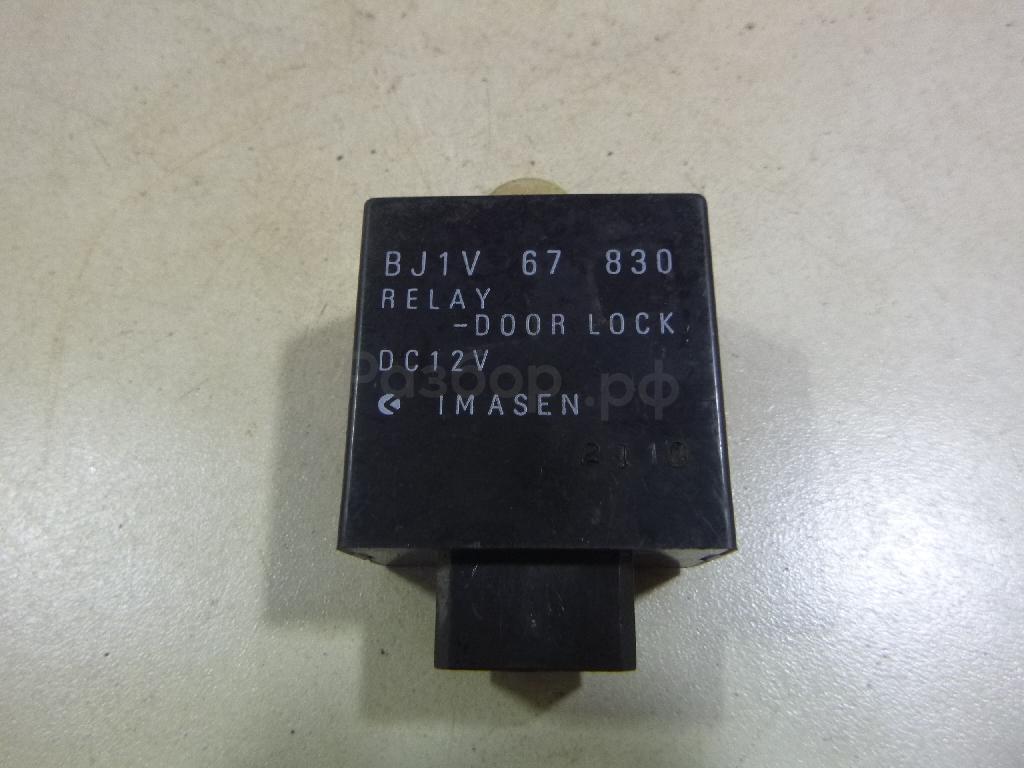 BJ1V 67 830
RELAY
-DOOR LOCK
DC12V
Разбор.рф
IMASEN